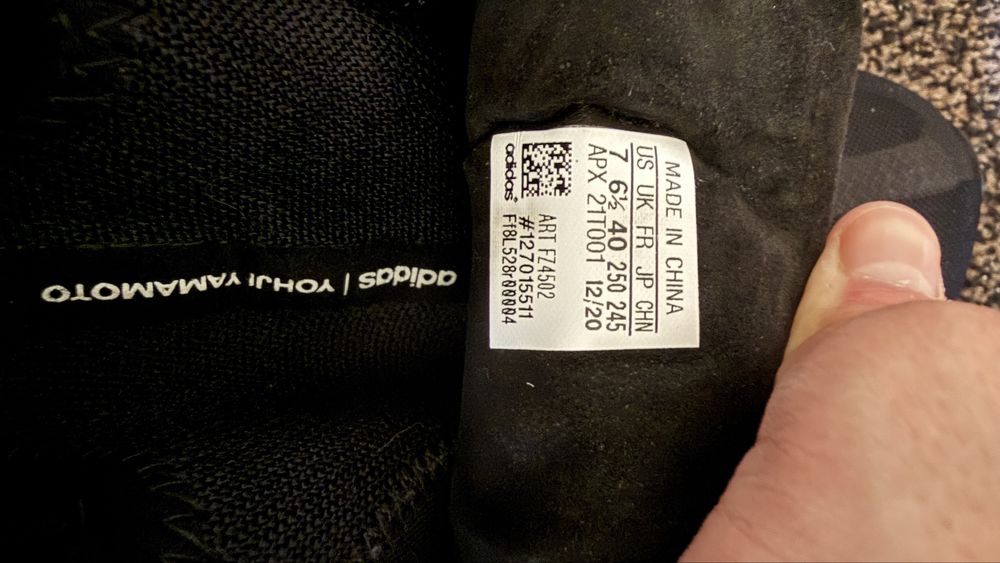 adidas | YOHJI YAMAMOTO
MADE IN CHINA
US UK FR JP CHN
7 6½ 40 250 245
APX 21T001 12/20
ART FZ4502
#127015511
Ff8L528r00004
adidas®